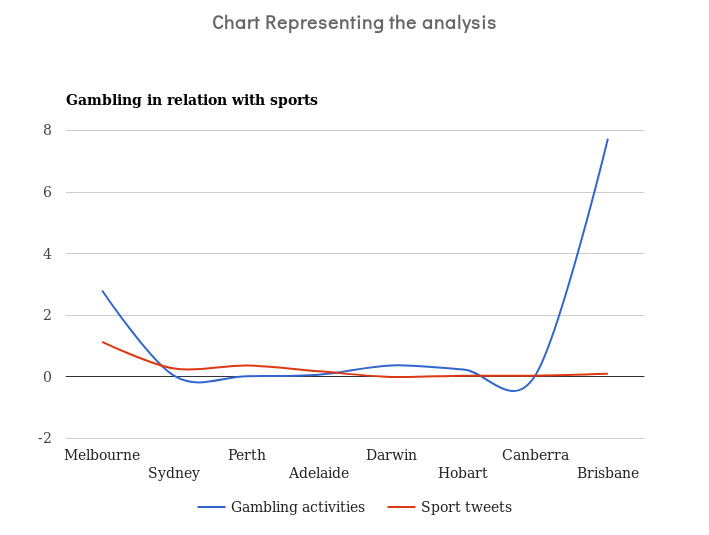 Chart Representing the analysis
Gambling in relation with sports
8
6
4
2
0
-2
Melbourne
Sydney
Perth
Adelaide
Darwin
Hobart
Canberra
Brisbane
Gambling activities
Sport tweets